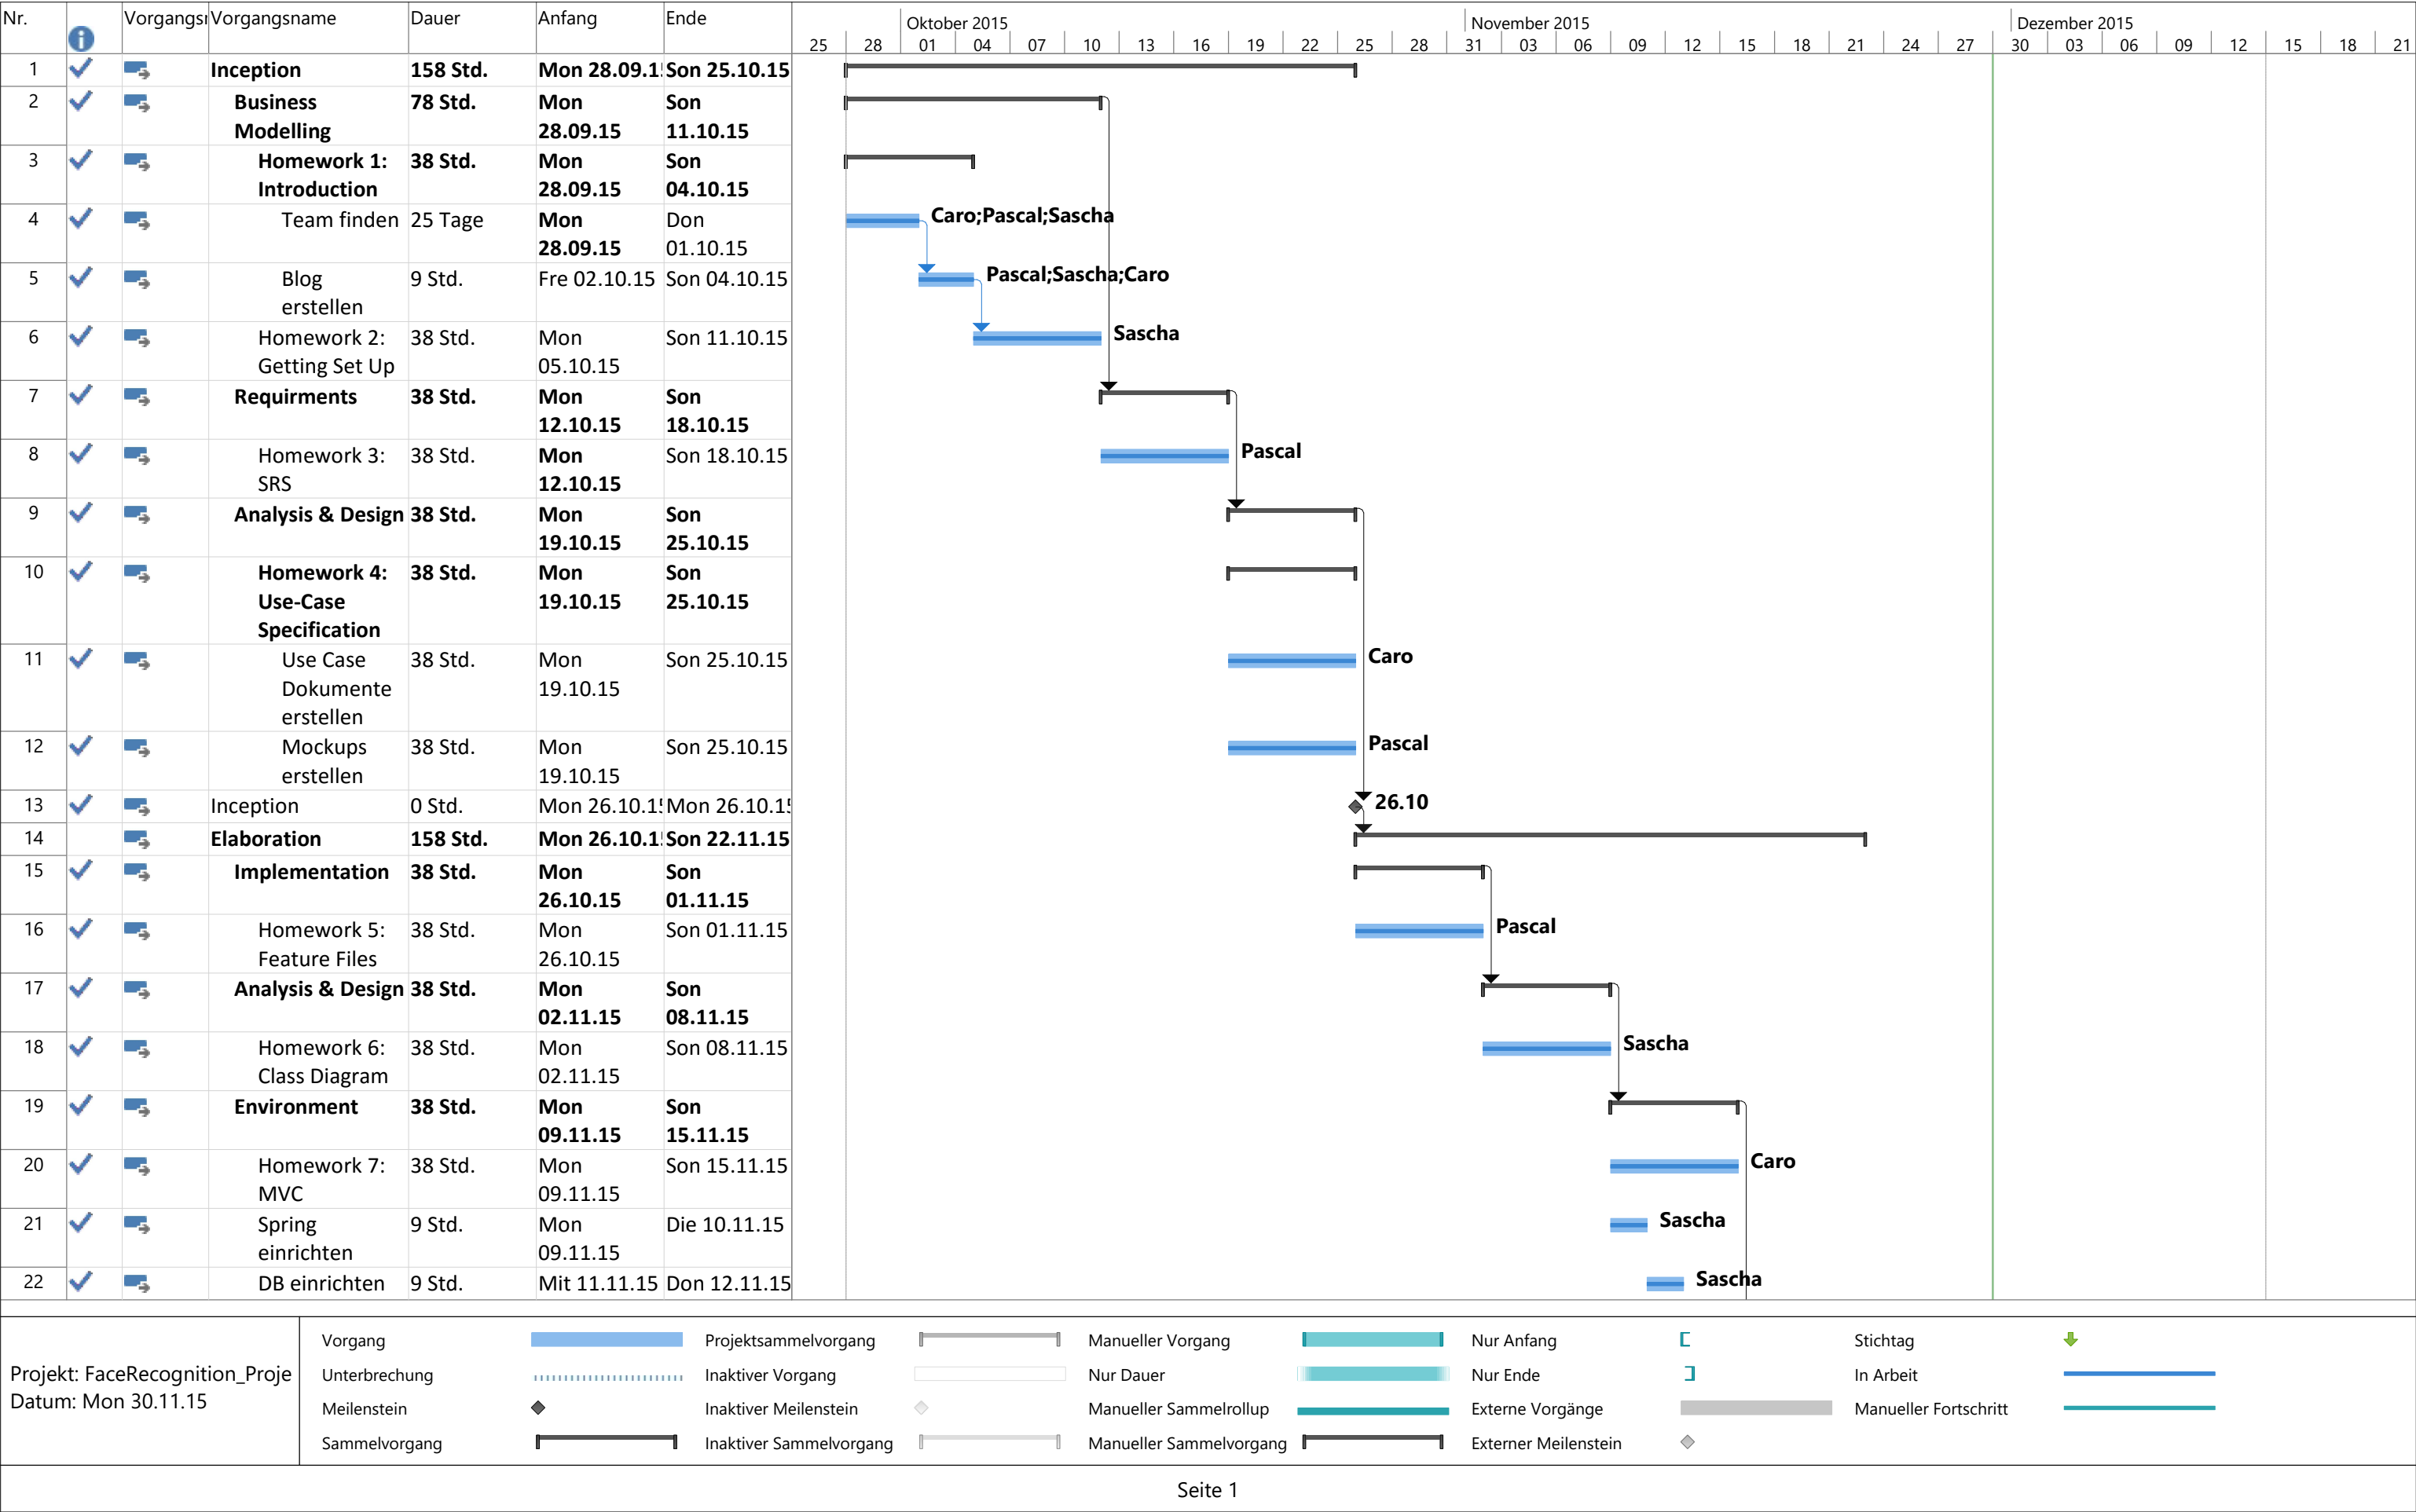 Nr. Vorgangsr Vorgangsname Dauer Anfang Ende
Oktober 2015 November 2015 Dezember 2015
25 28 01 04 07 10 13 16 19 22 25 28 31 03 06 09 12 15 18 21 24 27 30 03 06 09 12 15 18 21
1 Inception 158 Std. Mon 28.09.1 Son 25.10.15
2 Business 78 Std. Mon Son
Modelling 28.09.15 11.10.15
3 Homework 1: 38 Std. Mon Son
Introduction 28.09.15 04.10.15
4 Team finden 25 Tage Mon Don Caro;Pascal;Sascha
28.09.15 01.10.15
5 Blog 9 Std. Fre 02.10.15 Son 04.10.15 Pascal;Sascha;Caro
erstellen
6 Homework 2: 38 Std. Mon Son 11.10.15 Sascha
Getting Set Up 05.10.15
7 Requirments 38 Std. Mon Son
12.10.15 18.10.15
8 Homework 3: 38 Std. Mon Son 18.10.15 Pascal
SRS 12.10.15
9 Analysis & Design 38 Std. Mon Son
19.10.15 25.10.15
10 Homework 4: 38 Std. Mon Son
Use-Case 19.10.15 25.10.15
Specification
11 Use Case 38 Std. Mon Son 25.10.15 Caro
Dokumente 19.10.15
erstellen
12 Mockups 38 Std. Mon Son 25.10.15 Pascal
erstellen 19.10.15
13 Inception 0 Std. Mon 26.10.1 Mon 26.10.1 26.10
14 Elaboration 158 Std. Mon 26.10.1 Son 22.11.15
15 Implementation 38 Std. Mon Son
26.10.15 01.11.15
16 Homework 5: 38 Std. Mon Son 01.11.15 Pascal
Feature Files 26.10.15
17 Analysis & Design 38 Std. Mon Son
02.11.15 08.11.15
18 Homework 6: 38 Std. Mon Son 08.11.15 Sascha
Class Diagram 02.11.15
19 Environment 38 Std. Mon Son
09.11.15 15.11.15
20 Homework 7: 38 Std. Mon Son 15.11.15 Caro
MVC 09.11.15
21 Spring 9 Std. Mon Die 10.11.15 Sascha
einrichten 09.11.15
22 DB einrichten 9 Std. Mit 11.11.15 Don 12.11.15 Sascha
Projekt: FaceRecognition_Proje
Datum: Mon 30.11.15
Vorgang Projektsammelvorgang Manueller Vorgang Nur Anfang Stichtag
Unterbrechung Inaktiver Vorgang Nur Dauer Nur Ende In Arbeit
Meilenstein Inaktiver Meilenstein Manueller Sammelrollup Externe Vorgänge Manueller Fortschritt
Sammelvorgang Inaktiver Sammelvorgang Manueller Sammelvorgang Externer Meilenstein
Seite 1